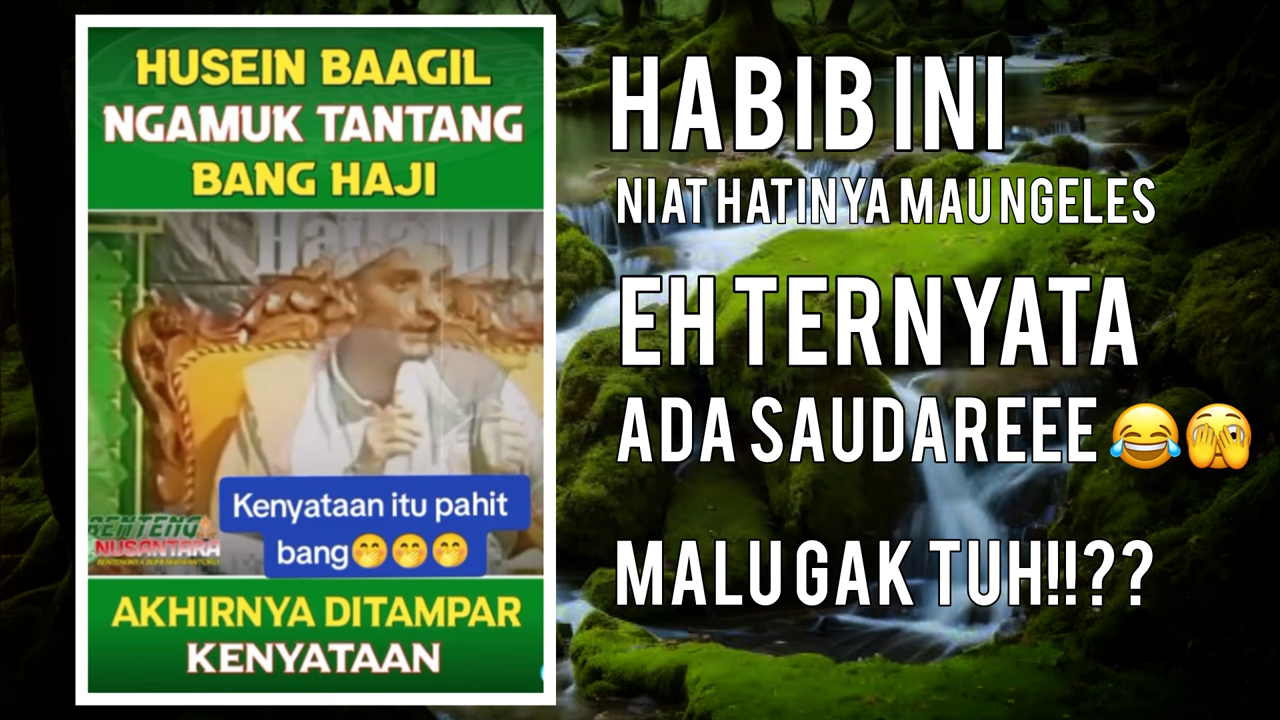 HUSEIN BAAGIL
NGAMUK TANTANG
BANG HAJI
Kenyataan itu pahit
bang🤭🤭🤭
BENTENG
NUSANTARA
AKHIRNYA DITAMPAR
KENYATAAN
HABIB INI
NIAT HATINYA MAU NGELES
EH TERNYATA
ADA SAUDAREEE 😂🫣
MALU GAK TUH!!??